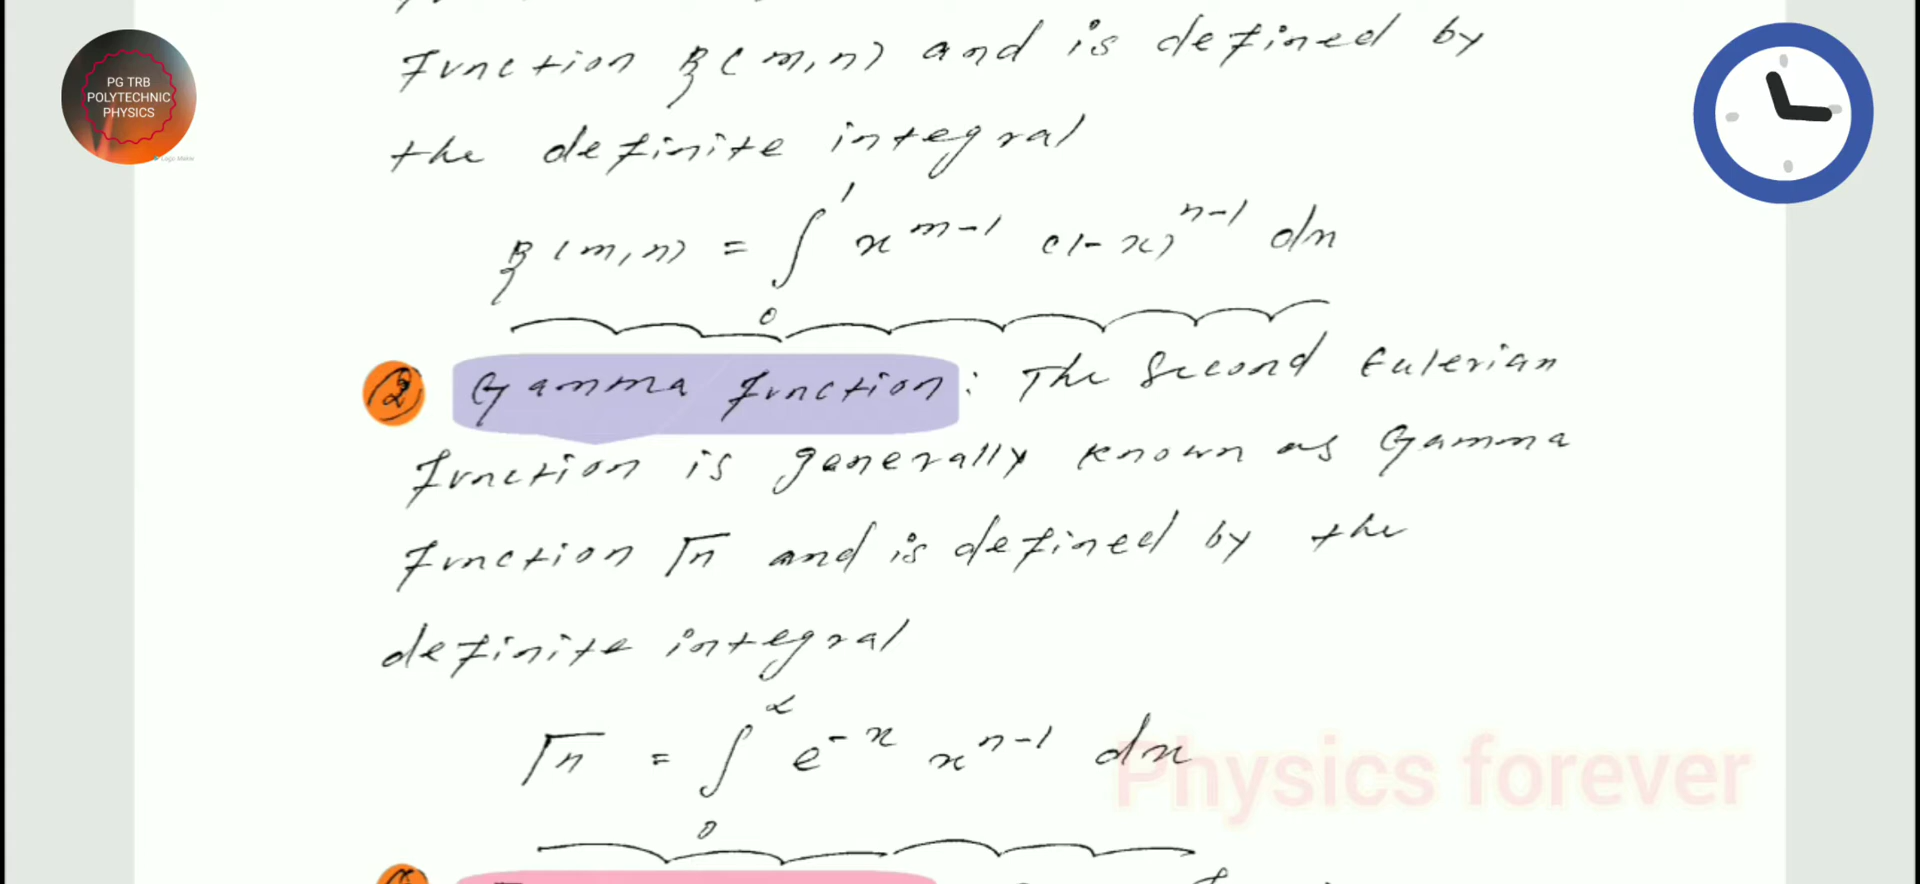 PG TRB
POLYTECHNIC
PHYSICS
Logo Maker
function β(m,n) and is defined by
the definite integral
β(m,n) = ∫₀¹ x^{m-1} (1-x)^{n-1} dx
② Gamma function: The Second Eulerian
function is generally known as Gamma
function Γn and is defined by the
definite integral
Γn = ∫₀^∝ e^{-x} x^{n-1} dx
Physics forever